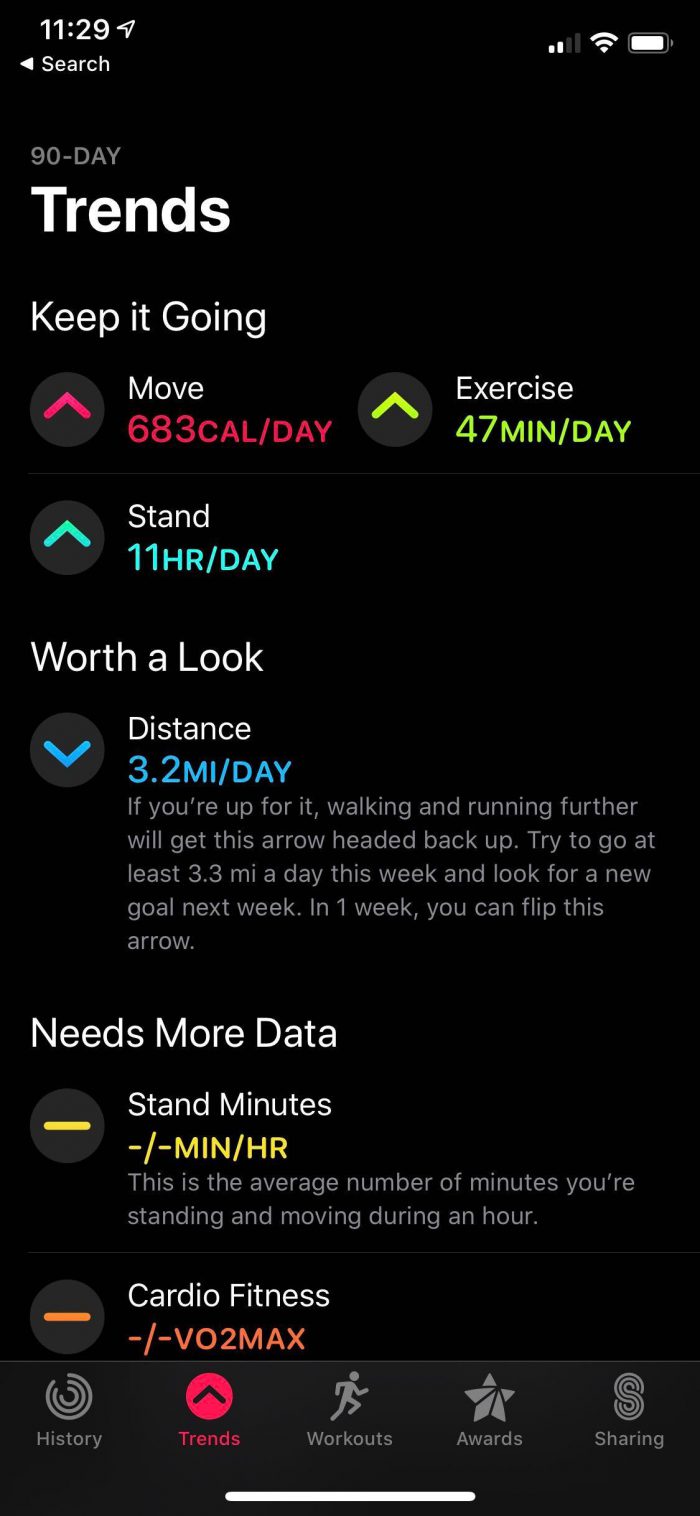 11:29
Search
90-DAY
Trends
Keep it Going
Move
683CAL/DAY
Exercise
47MIN/DAY
Stand
11HR/DAY
Worth a Look
Distance
3.2MI/DAY
If you’re up for it, walking and running further
will get this arrow headed back up. Try to go at
least 3.3 mi a day this week and look for a new
goal next week. In 1 week, you can flip this
arrow.
Needs More Data
Stand Minutes
-/-MIN/HR
This is the average number of minutes you’re
standing and moving during an hour.
Cardio Fitness
-/-VO2MAX
History
Trends
Workouts
Awards
Sharing